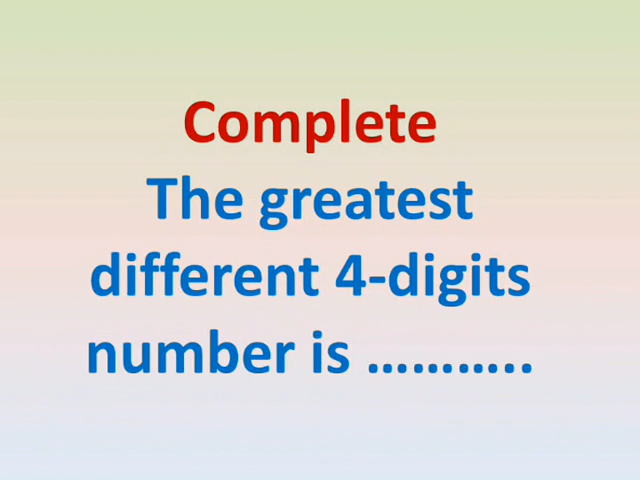 Complete
The greatest
different 4-digits
number is ………..